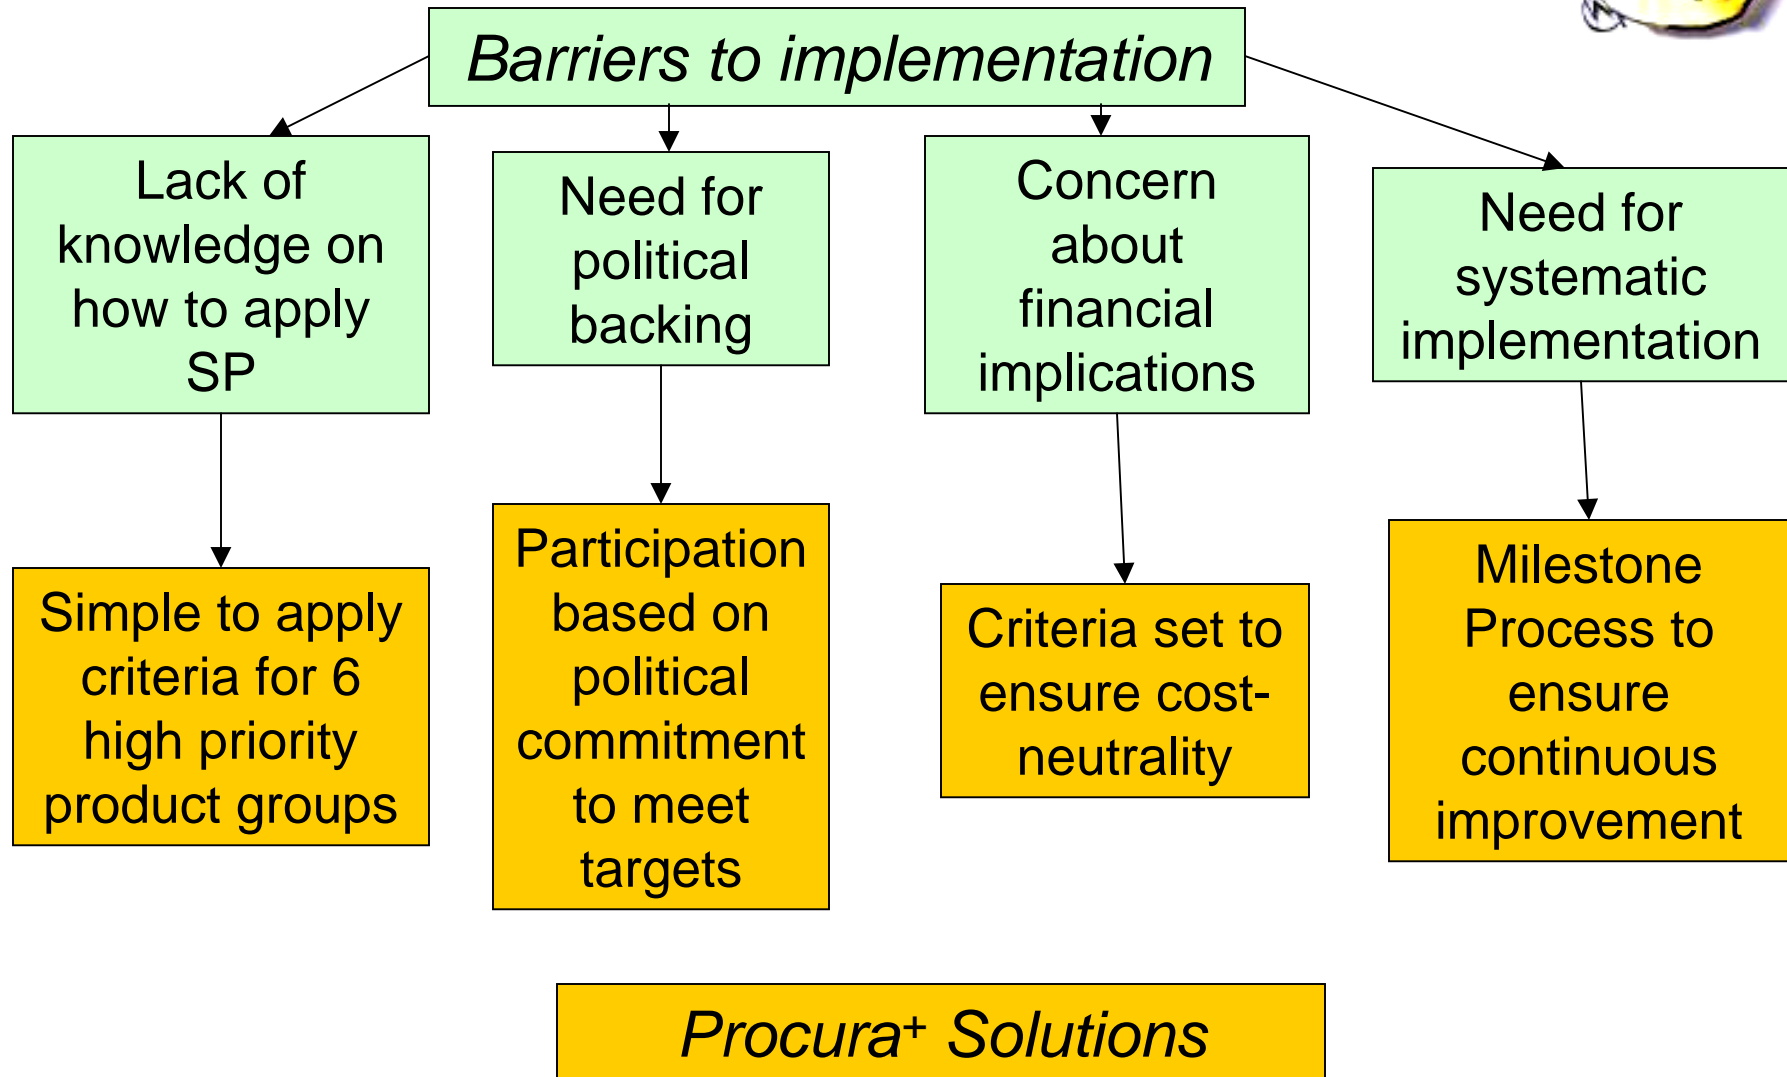 Barriers to implementation
Lack of
knowledge on
how to apply
SP
Need for
political
backing
Concern
about
financial
implications
Need for
systematic
implementation
Simple to apply
criteria for 6
high priority
product groups
Participation
based on
political
commitment
to meet
targets
Criteria set to
ensure cost-
neutrality
Milestone
Process to
ensure
continuous
improvement
Procura⁺ Solutions